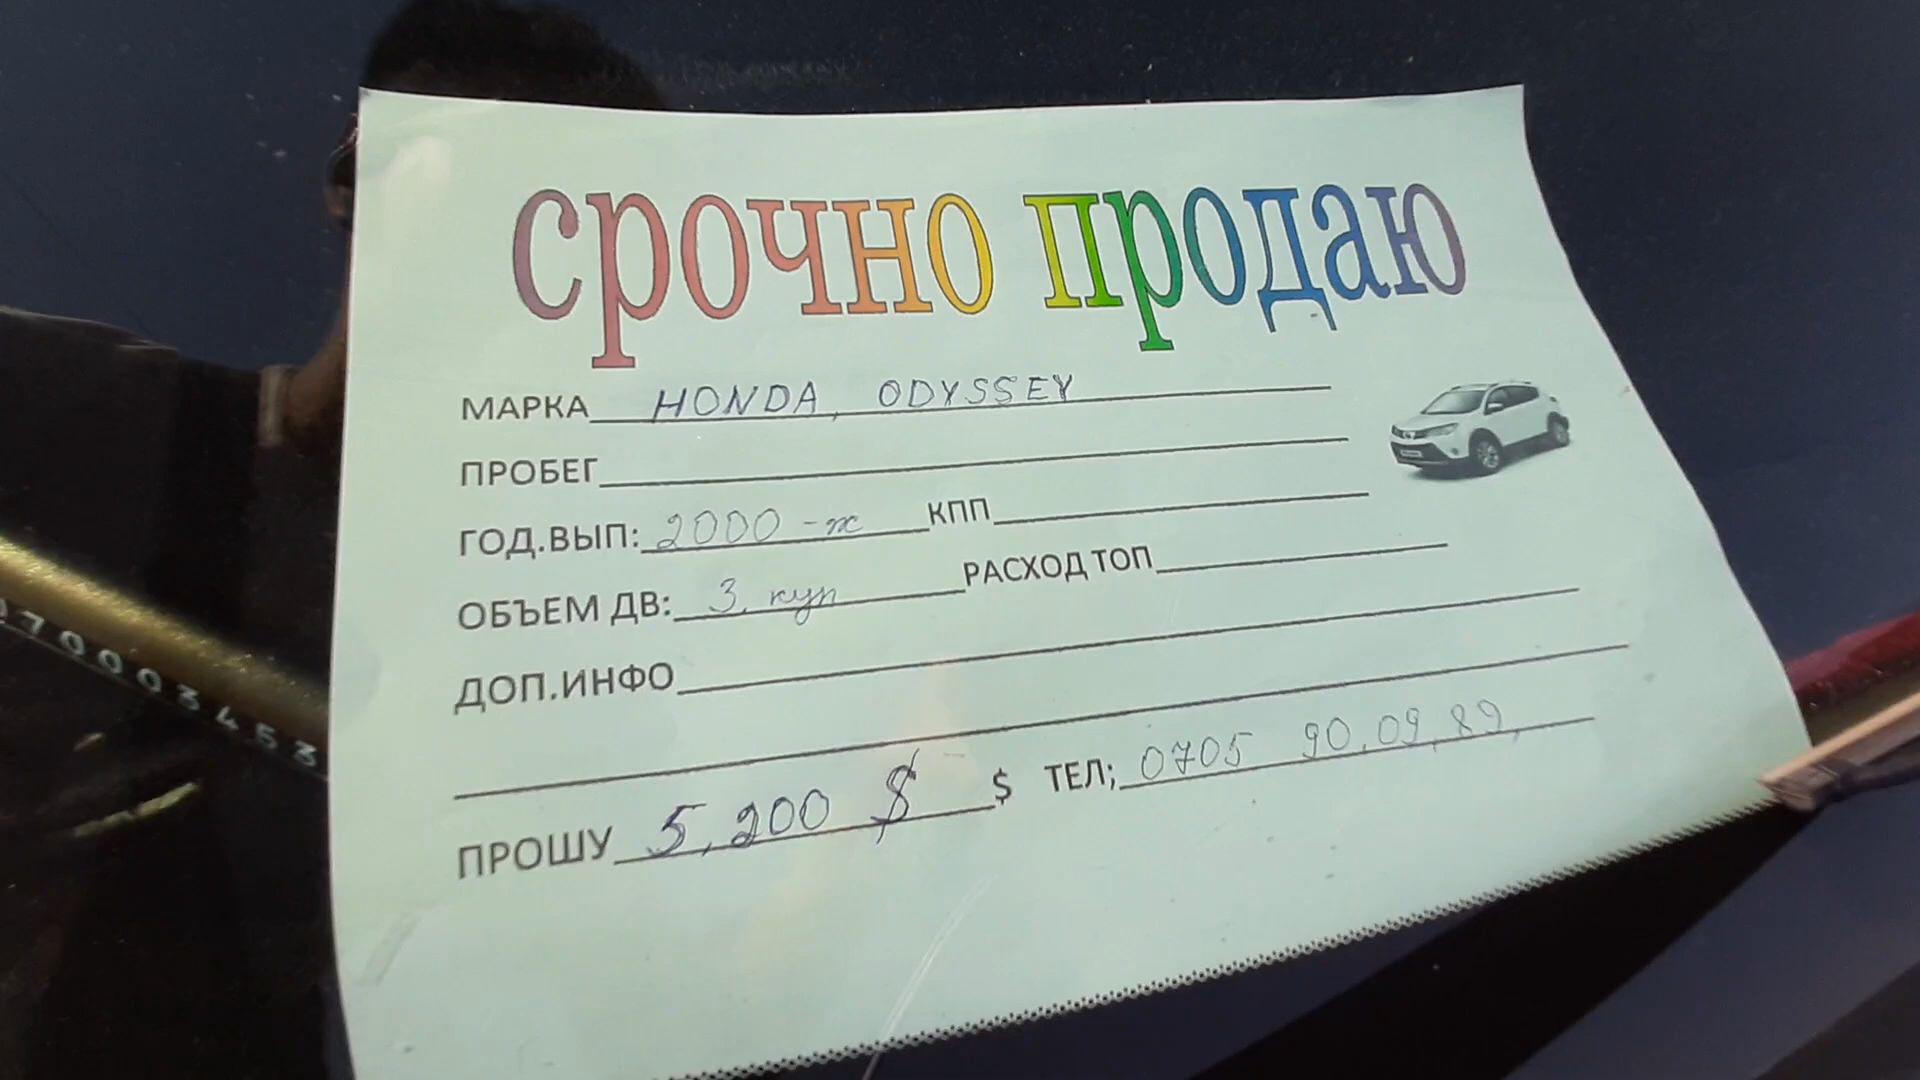 срочно продаю
МАРКА HONDA, ODYSSEY
ПРОБЕГ
ГОД.ВЫП: 2000 -ж КПП
ОБЪЕМ ДВ: 3. куп РАСХОД ТОП
ДОП.ИНФО
ПРОШУ 5,200 $ $ ТЕЛ; 0705 90.09.89,